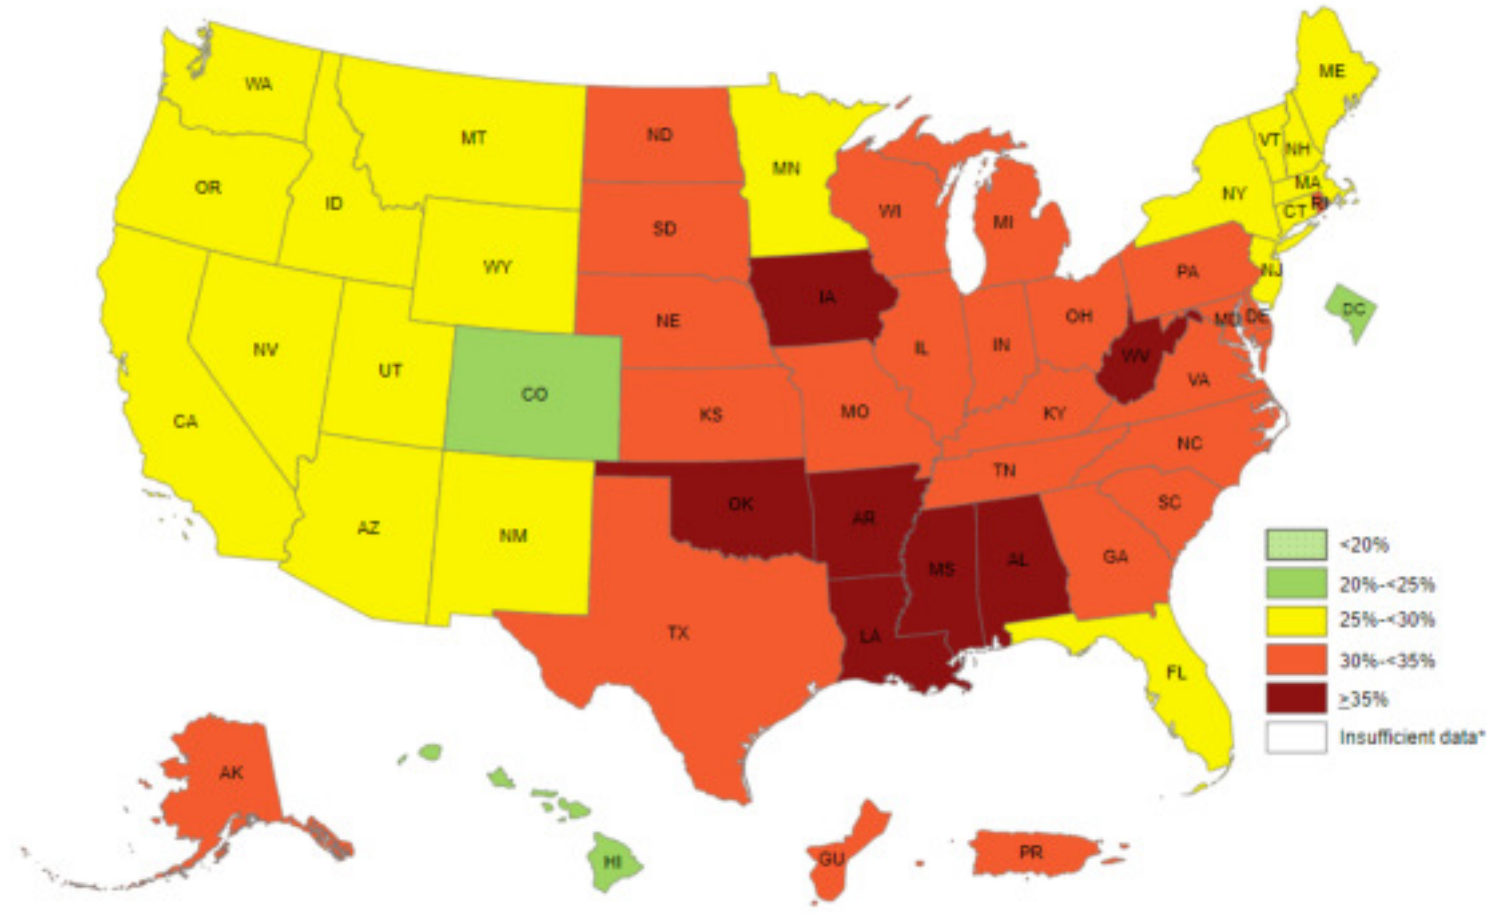 WA
MT
ND
MN
ME
OR
ID
SD
WI
MI
VT
NH
NY
MA
CT
RI
WY
IA
NE
PA
NJ
DC
NV
UT
CO
IL
IN
OH
MD
DE
WV
VA
CA
KS
MO
KY
NC
AZ
NM
OK
AR
TN
SC
MS
AL
GA
TX
LA
FL
<20%
20%-<25%
25%-<30%
30%-<35%
≥35%
Insufficient data*
AK
HI
GU
PR